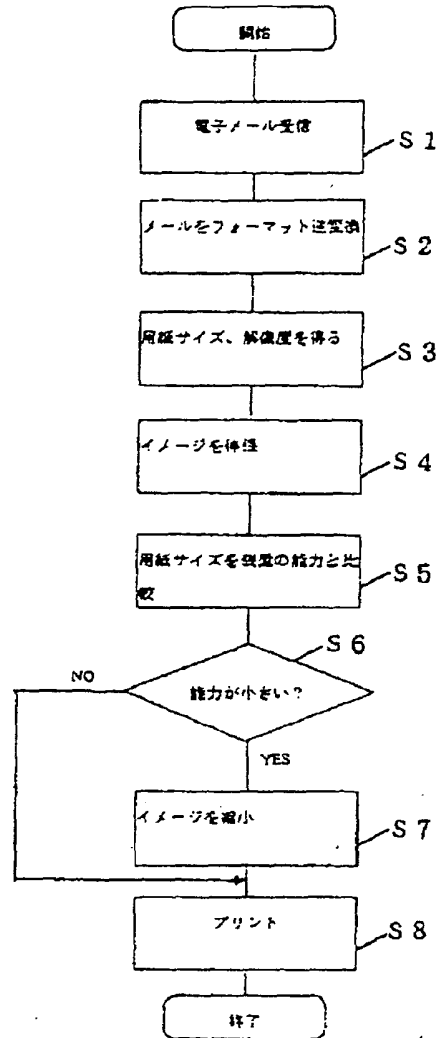 開始
電子メール受信
S1
メールをフォーマット逆変換
S2
用紙サイズ、解像度を得る
S3
イメージを伸長
S4
用紙サイズを装置の能力と比
較
S5
S6
能力が小さい?
NO
YES
イメージを縮小
S7
プリント
S8
終了